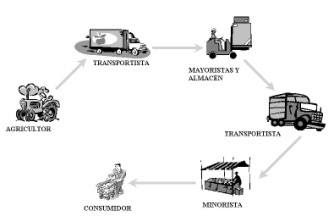 TRANSPORTISTA
MAYORISTAS Y
ALMACÉN
AGRICULTOR
TRANSPORTISTA
CONSUMIDOR
MINORISTA